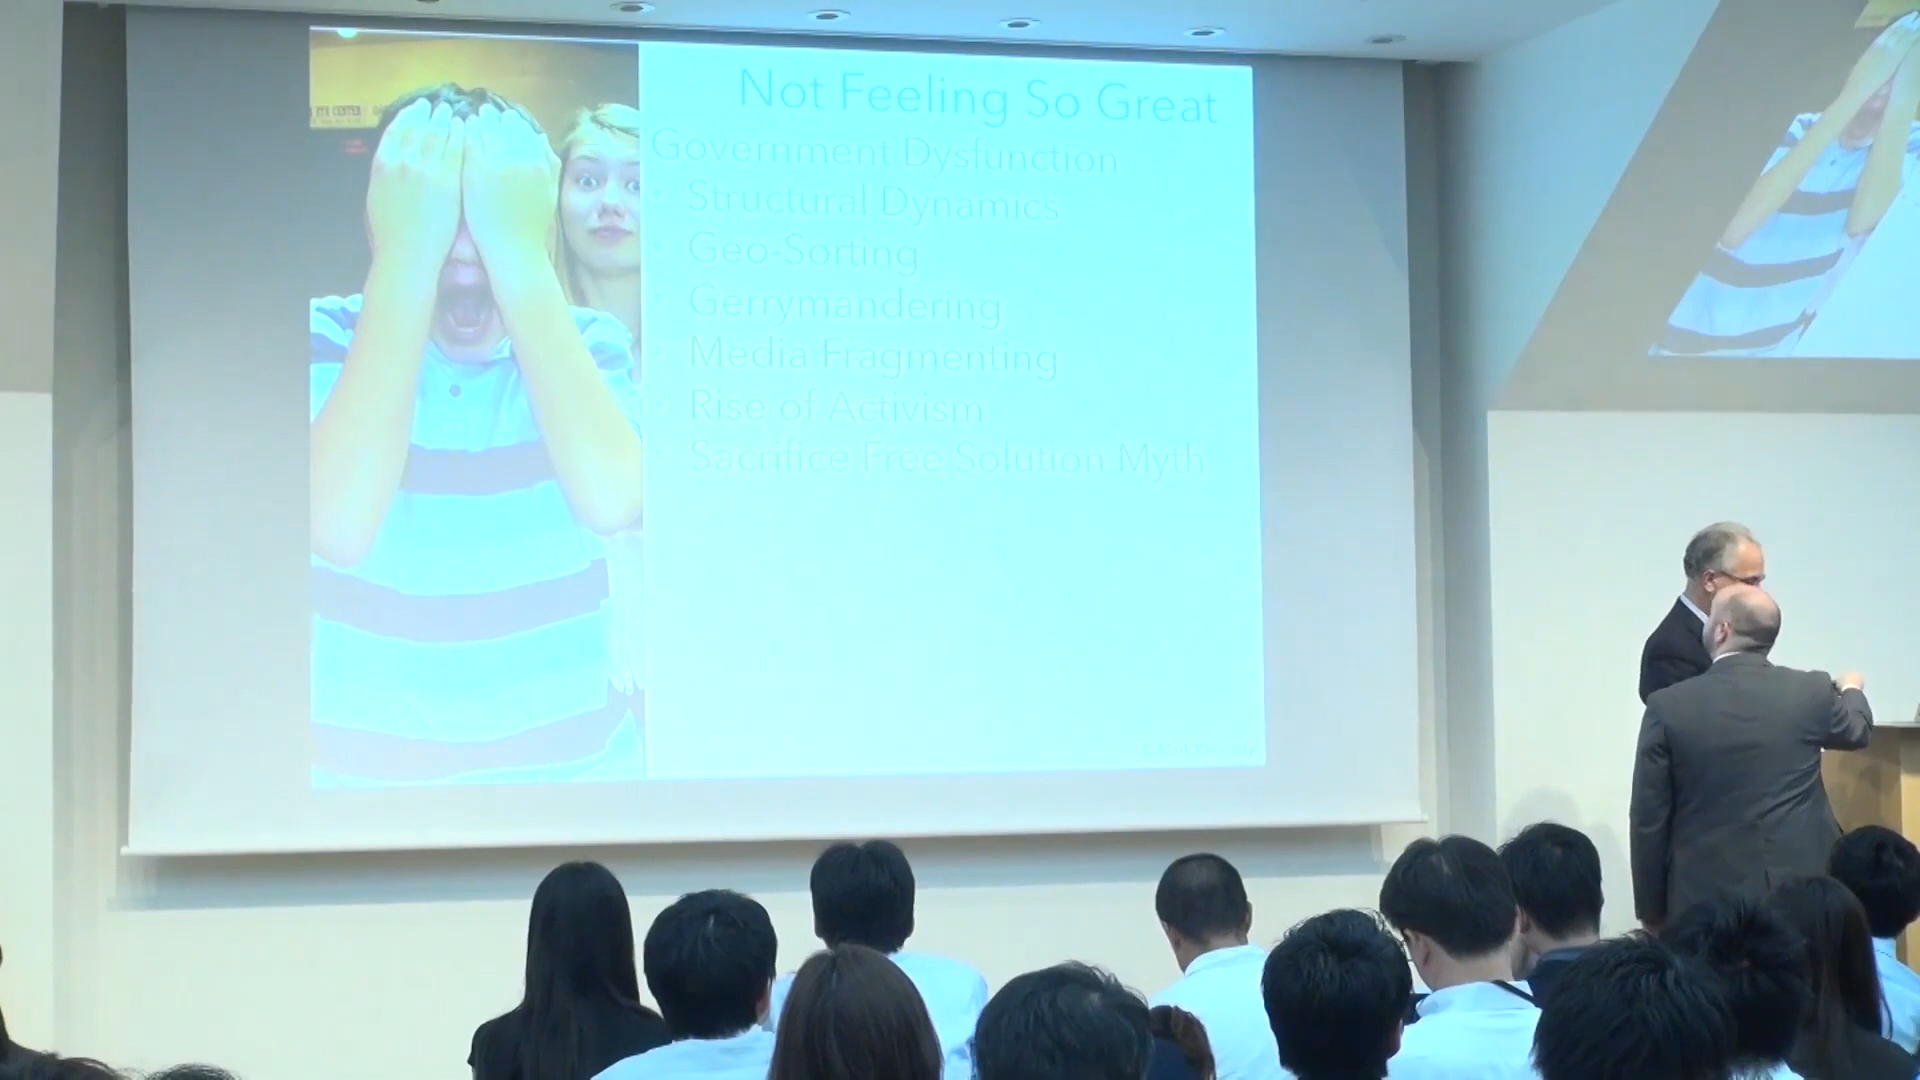 Not Feeling So Great
Government Dysfunction
• Structural Dynamics
• Geo-Sorting
• Gerrymandering
• Media Fragmenting
• Rise of Activism
• Sacrifice Free Solution Myth